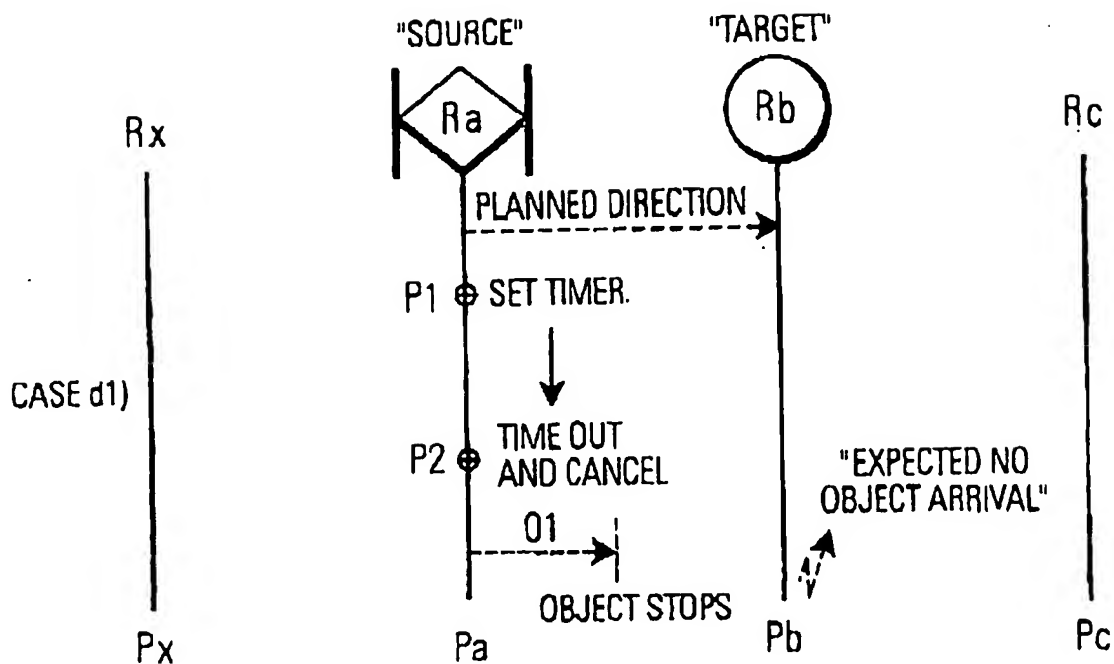 "SOURCE"
"TARGET"
Rx
Ra
Rb
Rc
PLANNED DIRECTION
P1
SET TIMER.
CASE d1)
P2
TIME OUT
AND CANCEL
"EXPECTED NO
OBJECT ARRIVAL"
01
OBJECT STOPS
Px
Pa
Pb
Pc